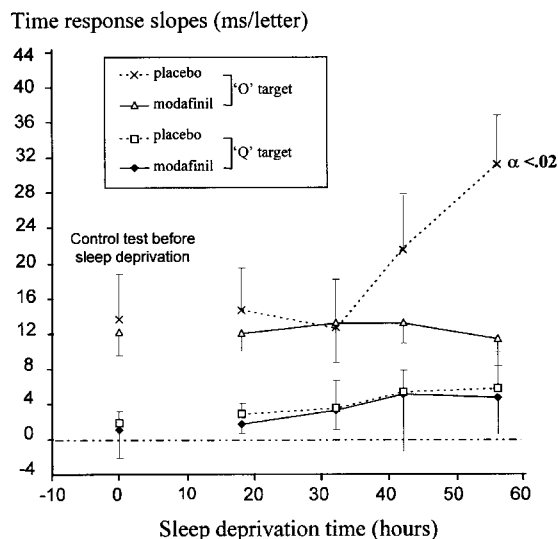 Time response slopes (ms/letter)
44
40
36
32
28
24
20
16
12
8
4
0
-4
placebo
modafinil
'O' target
placebo
modafinil
'Q' target
α <.02
Control test before
sleep deprivation
-10 0 10 20 30 40 50 60
Sleep deprivation time (hours)